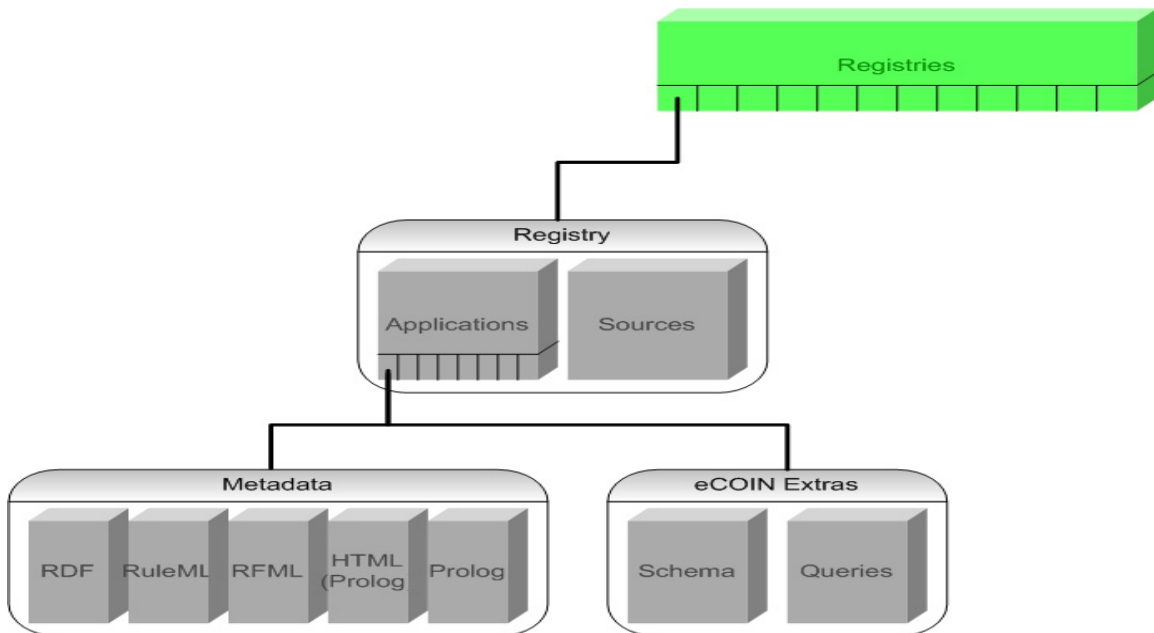 Registries
Registry
Applications
Sources
Metadata
eCOIN Extras
RDF
RuleML
RFML
HTML
(Prolog
Prolog
Schema
Queries